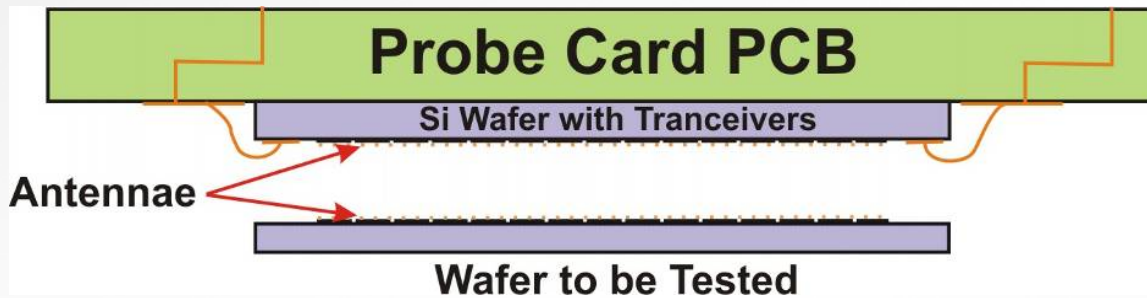 Probe Card PCB
Si Wafer with Tranceivers
Antennae
Wafer to be Tested